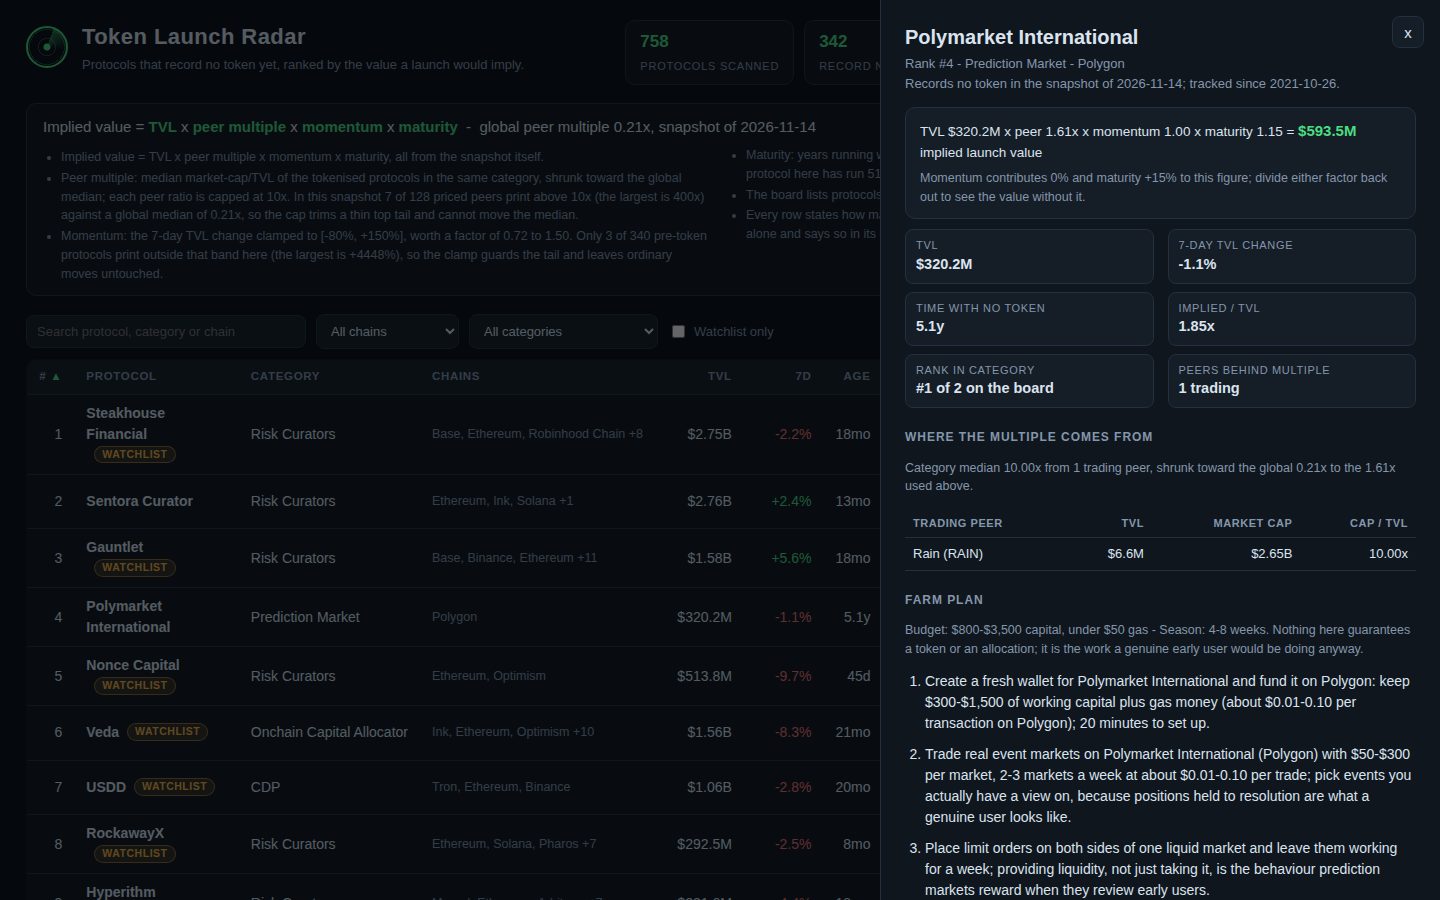 Token Launch Radar
Protocols that record no token yet, ranked by the value a launch would imply.
758
PROTOCOLS SCANNED
342
RECORD N
Implied value = TVL x peer multiple x momentum x maturity - global peer multiple 0.21x, snapshot of 2026-11-14
Implied value = TVL x peer multiple x momentum x maturity, all from the snapshot itself.
Peer multiple: median market-cap/TVL of the tokenised protocols in the same category, shrunk toward the global
median; each peer ratio is capped at 10x. In this snapshot 7 of 128 priced peers print above 10x (the largest is 400x)
against a global median of 0.21x, so the cap trims a thin top tail and cannot move the median.
Momentum: the 7-day TVL change clamped to [-80%, +150%], worth a factor of 0.72 to 1.50. Only 3 of 340 pre-token
protocols print outside that band here (the largest is +4448%), so the clamp guards the tail and leaves ordinary
moves untouched.
Maturity: years running
protocol here has run 51
The board lists protocols
Every row states how
alone and says so in its
Search protocol, category or chain
All chains
All categories
Watchlist only
# ▲ PROTOCOL CATEGORY CHAINS TVL 7D AGE
1 Steakhouse Financial WATCHLIST Risk Curators Base, Ethereum, Robinhood Chain +8 $2.75B -2.2% 18mo
2 Sentora Curator Risk Curators Ethereum, Ink, Solana +1 $2.76B +2.4% 13mo
3 Gauntlet WATCHLIST Risk Curators Base, Binance, Ethereum +11 $1.58B +5.6% 18mo
4 Polymarket International Prediction Market Polygon $320.2M -1.1% 5.1y
5 Nonce Capital WATCHLIST Risk Curators Ethereum, Optimism $513.8M -9.7% 45d
6 Veda WATCHLIST Onchain Capital Allocator Ink, Ethereum, Optimism +10 $1.56B -8.3% 21mo
7 USDD WATCHLIST CDP Tron, Ethereum, Binance $1.06B -2.8% 20mo
8 RockawayX WATCHLIST Risk Curators Ethereum, Solana, Pharos +7 $292.5M -2.5% 8mo
Hyperithm
Polymarket International
x
Rank #4 - Prediction Market - Polygon
Records no token in the snapshot of 2026-11-14; tracked since 2021-10-26.
TVL $320.2M x peer 1.61x x momentum 1.00 x maturity 1.15 = $593.5M
implied launch value
Momentum contributes 0% and maturity +15% to this figure; divide either factor back
out to see the value without it.
TVL
$320.2M
7-DAY TVL CHANGE
-1.1%
TIME WITH NO TOKEN
5.1y
IMPLIED / TVL
1.85x
RANK IN CATEGORY
#1 of 2 on the board
PEERS BEHIND MULTIPLE
1 trading
WHERE THE MULTIPLE COMES FROM
Category median 10.00x from 1 trading peer, shrunk toward the global 0.21x to the 1.61x
used above.
TRADING PEER TVL MARKET CAP CAP / TVL
Rain (RAIN) $6.6M $2.65B 10.00x
FARM PLAN
Budget: $800-$3,500 capital, under $50 gas - Season: 4-8 weeks. Nothing here guarantees
a token or an allocation; it is the work a genuine early user would be doing anyway.
1. Create a fresh wallet for Polymarket International and fund it on Polygon: keep
$300-$1,500 of working capital plus gas money (about $0.01-0.10 per
transaction on Polygon); 20 minutes to set up.
2. Trade real event markets on Polymarket International (Polygon) with $50-$300
per market, 2-3 markets a week at about $0.01-0.10 per trade; pick events you
actually have a view on, because positions held to resolution are what a
genuine user looks like.
3. Place limit orders on both sides of one liquid market and leave them working
for a week; providing liquidity, not just taking it, is the behaviour prediction
markets reward when they review early users.